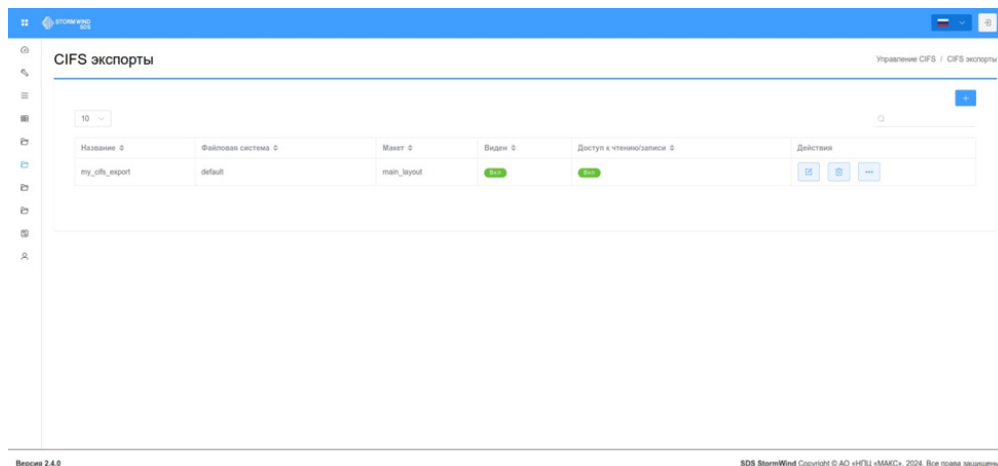 STORMWIND
SDS
CIFS экспорты
Управление CIFS / CIFS экспорты
10
Название Файловая система Макет Виден Доступ к чтению/записи Действия
my_cifs_export default main_layout Вкл Вкл
Версия 2.4.0
SDS StormWind Copyright © АО «НПЦ «МАКС», 2024. Все права защищены